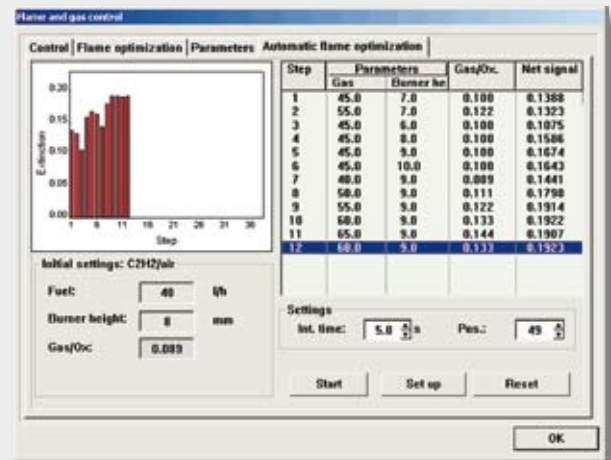 Flame and gas control
Control Flame optimization Parameters Automatic flame optimization
0.20
0.15
0.10
0.05
0.00
Extinction
1 6 11 16 21 26 31 36
Step
Step Parameters Gas/Ox. Net signal
Gas Burner he
1 45.0 7.0 0.100 0.1388
2 55.0 7.0 0.122 0.1323
3 45.0 6.0 0.100 0.1075
4 45.0 8.0 0.100 0.1586
5 45.0 9.0 0.100 0.1674
6 45.0 10.0 0.100 0.1643
7 40.0 9.0 0.089 0.1441
8 50.0 9.0 0.111 0.1798
9 55.0 9.0 0.122 0.1914
10 60.0 9.0 0.133 0.1922
11 65.0 9.0 0.144 0.1907
12 60.0 9.0 0.133 0.1923
Initial settings: C2H2/air
Fuel: 40 l/h
Burner height: 8 mm
Gas/Ox: 0.089
Settings
Int. time: 5.0 s Pos.: 49
Start Set up Reset
OK